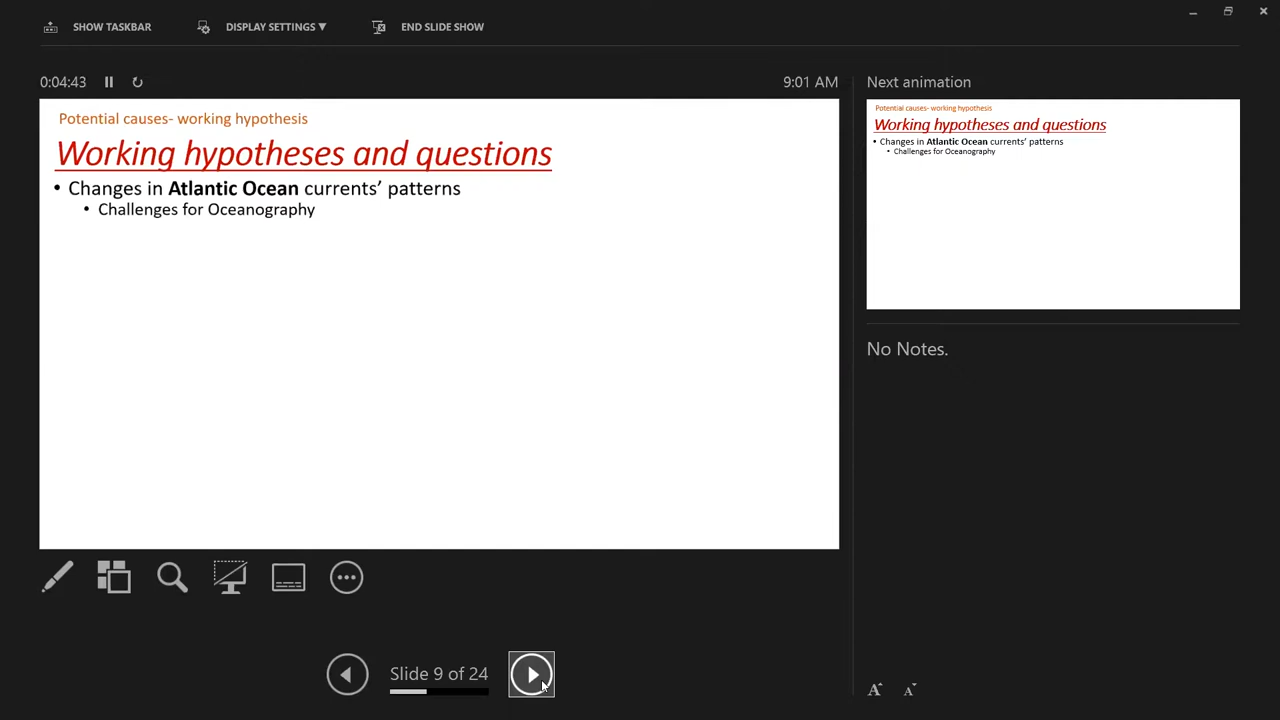 SHOW TASKBAR
DISPLAY SETTINGS ▼
END SLIDE SHOW
0:04:43
9:01 AM
Next animation
Potential causes- working hypothesis
Working hypotheses and questions
• Changes in Atlantic Ocean currents’ patterns
• Challenges for Oceanography
Potential causes- working hypothesis
Working hypotheses and questions
• Changes in Atlantic Ocean currents’ patterns
• Challenges for Oceanography
No Notes.
Slide 9 of 24
A A